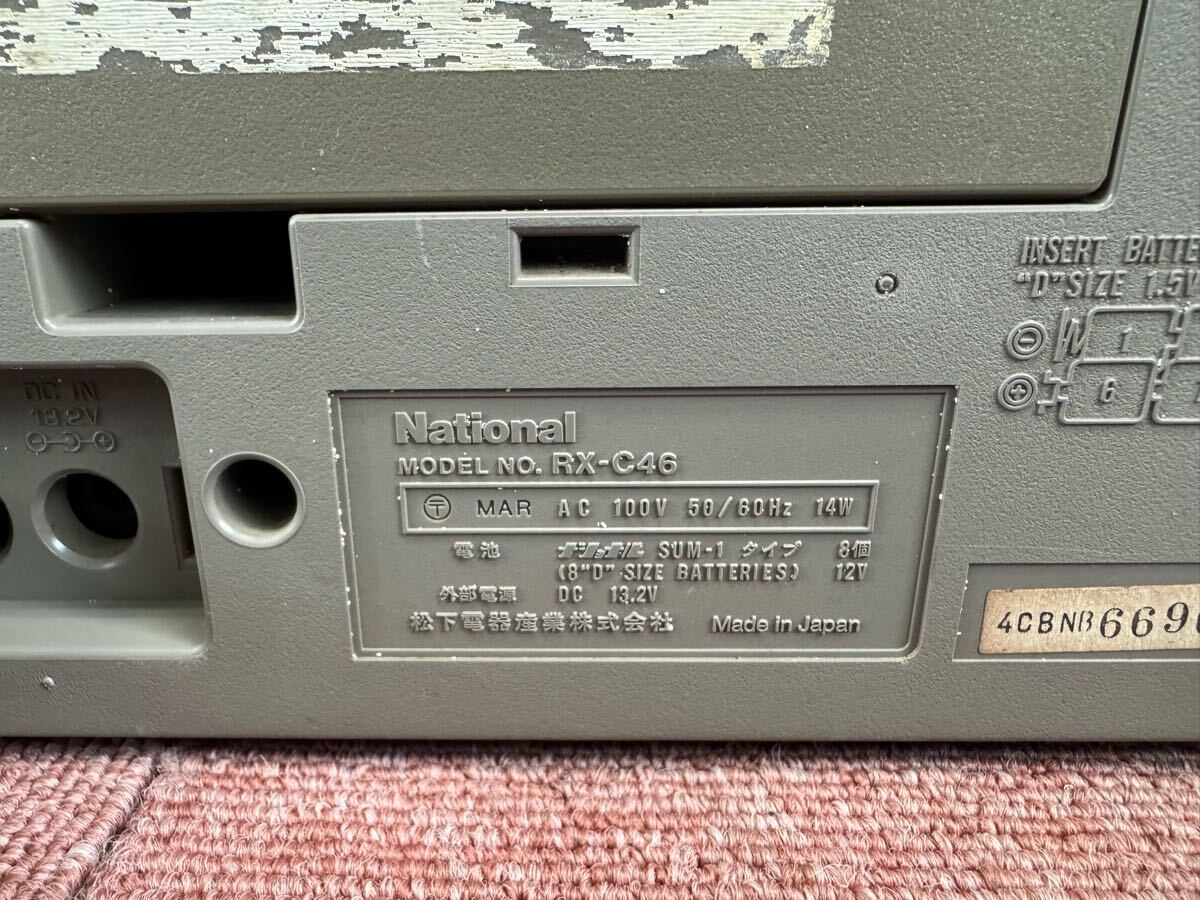 INSERT BATTE
"D" SIZE 1.5V
⊖ 1
⊕ 6
DC IN
13.2V
National
MODEL NO. RX-C46
〒 MAR AC 100V 50/60Hz 14W
電池 ナショナル SUM-1 タイプ 8個
(8"D" SIZE BATTERIES) 12V
外部電源 DC 13.2V
松下電器産業株式会社 Made in Japan
4CBNB669